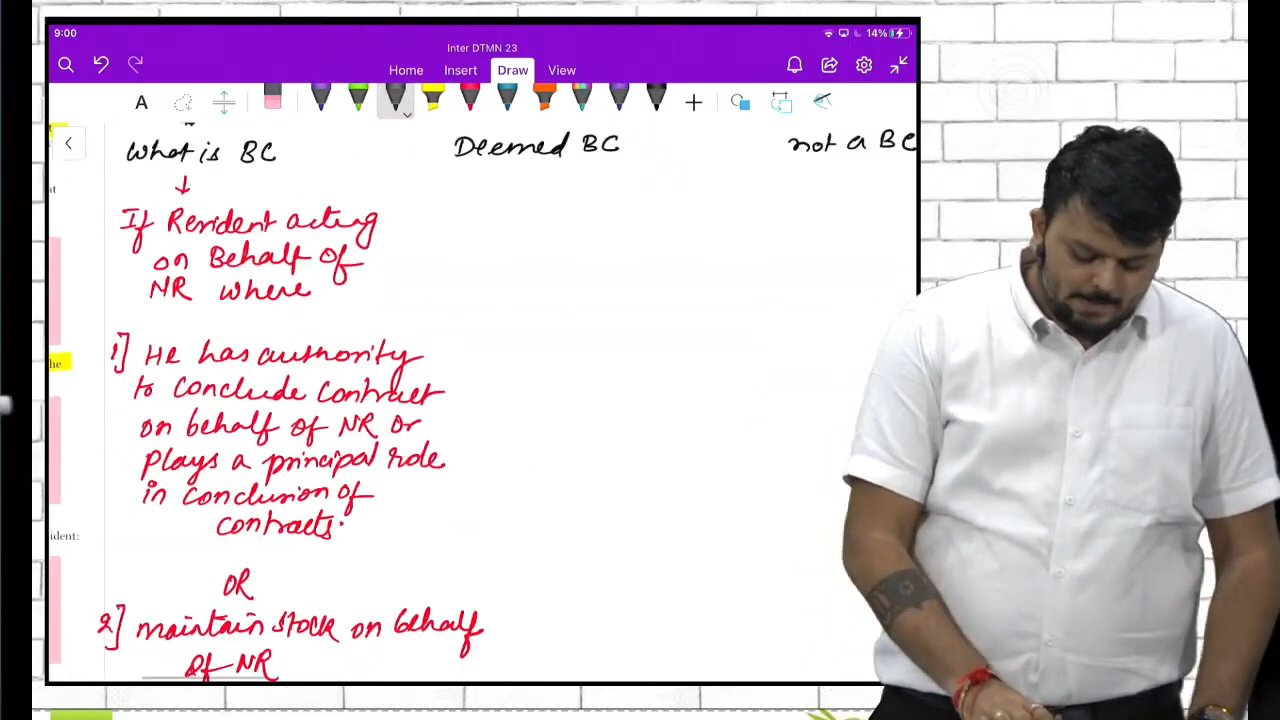 9:00
14%
Inter DTMN 23
Home Insert Draw View
A
What is BC
Deemed BC
not a BC
If Resident acting
on Behalf of
NR where
1] He has authority
to conclude contract
on behalf of NR or
plays a principal role
in conclusion of
contracts.
OR
2] maintain stock on behalf
of NR
he
ident: